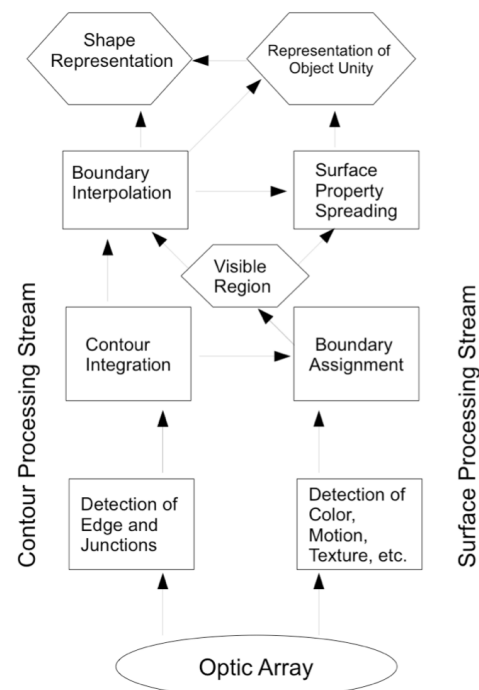 Shape
Representation
Representation of
Object Unity
Boundary
Interpolation
Surface
Property
Spreading
Visible
Region
Contour
Integration
Boundary
Assignment
Detection of
Edge and
Junctions
Detection of
Color,
Motion,
Texture, etc.
Optic Array
Contour Processing Stream
Surface Processing Stream